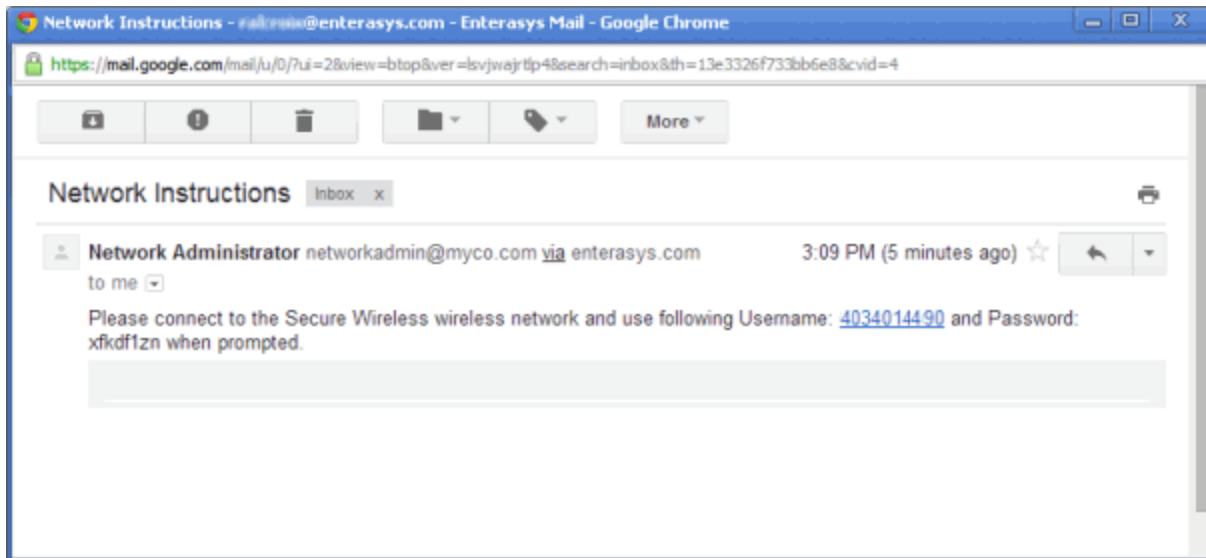 Network Instructions - @enterasys.com - Enterasys Mail - Google Chrome
https://mail.google.com/mail/u/0/?ui=2&view=btop&ver=lsvjwajrtlp4&search=inbox&th=13e3326f733bb6e8&cvid=4
More
Network Instructions Inbox x
Network Administrator networkadmin@myco.com via enterasys.com 3:09 PM (5 minutes ago)
to me
Please connect to the Secure Wireless wireless network and use following Username: 4034014490 and Password:
xfkdf1zn when prompted.